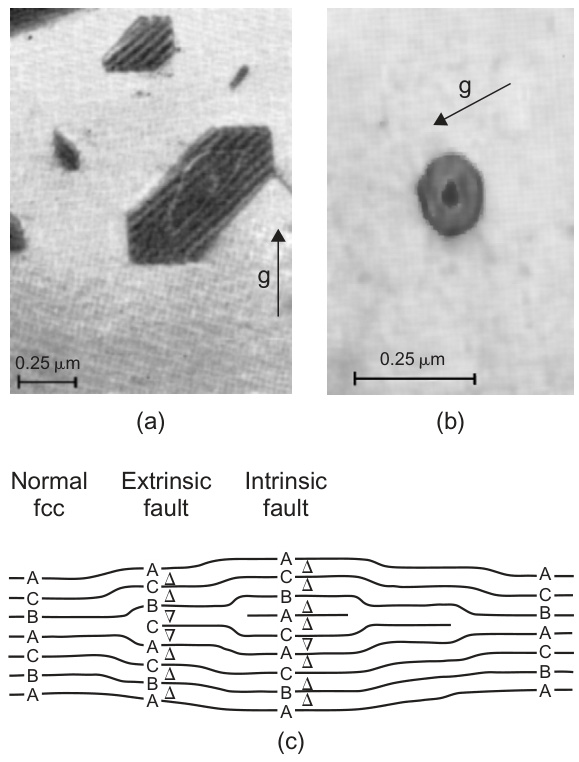 g
0.25 μm
(a)
g
0.25 μm
(b)
Normal
fcc
Extrinsic
fault
Intrinsic
fault
A
C
B
A
C
B
A
A
Δ
C
Δ
B
∇
C
∇
A
Δ
C
Δ
B
Δ
A
A
Δ
C
Δ
B
Δ
A
Δ
C
∇
A
Δ
C
Δ
B
Δ
A
A
C
B
A
C
B
A
(c)